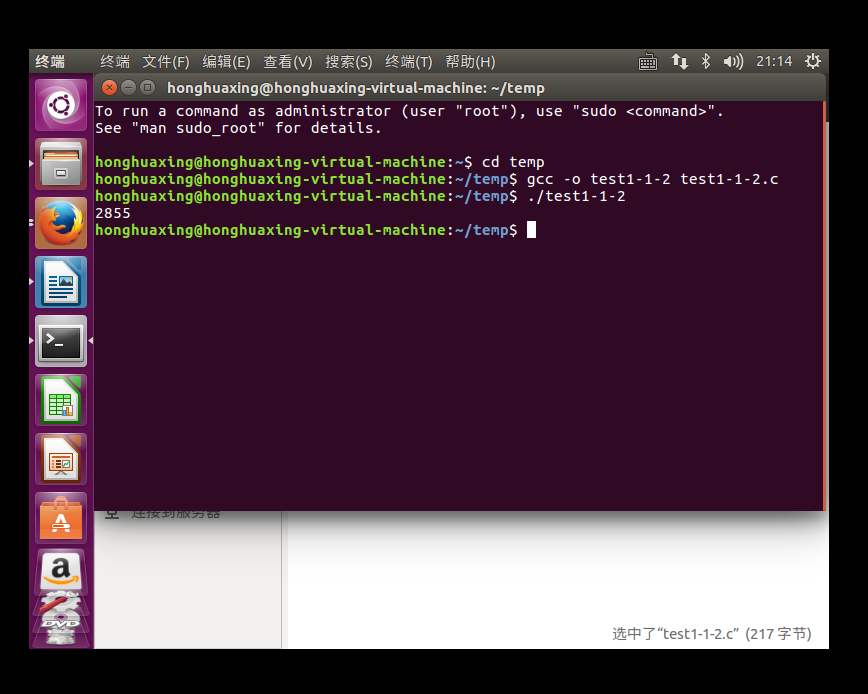 终端 终端 文件(F) 编辑(E) 查看(V) 搜索(S) 终端(T) 帮助(H) 21:14
honghuaxing@honghuaxing-virtual-machine: ~/temp
To run a command as administrator (user "root"), use "sudo <command>".
See "man sudo_root" for details.
honghuaxing@honghuaxing-virtual-machine:~$ cd temp
honghuaxing@honghuaxing-virtual-machine:~/temp$ gcc -o test1-1-2 test1-1-2.c
honghuaxing@honghuaxing-virtual-machine:~/temp$ ./test1-1-2
2855
honghuaxing@honghuaxing-virtual-machine:~/temp$
连接到服务器
a
DVD
选中了“test1-1-2.c” (217 字节)